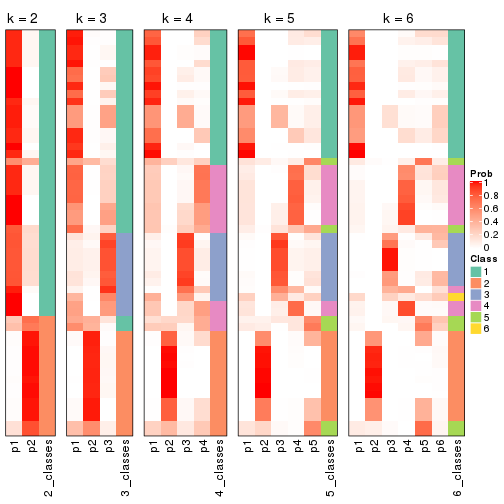 k = 2
k = 3
k = 4
k = 5
k = 6
Prob
1
0.8
0.6
0.4
0.2
0
Class
1
2
3
4
5
6
p1
p2
2_classes
p1
p2
p3
3_classes
p1
p2
p3
p4
4_classes
p1
p2
p3
p4
p5
5_classes
p1
p2
p3
p4
p5
p6
6_classes